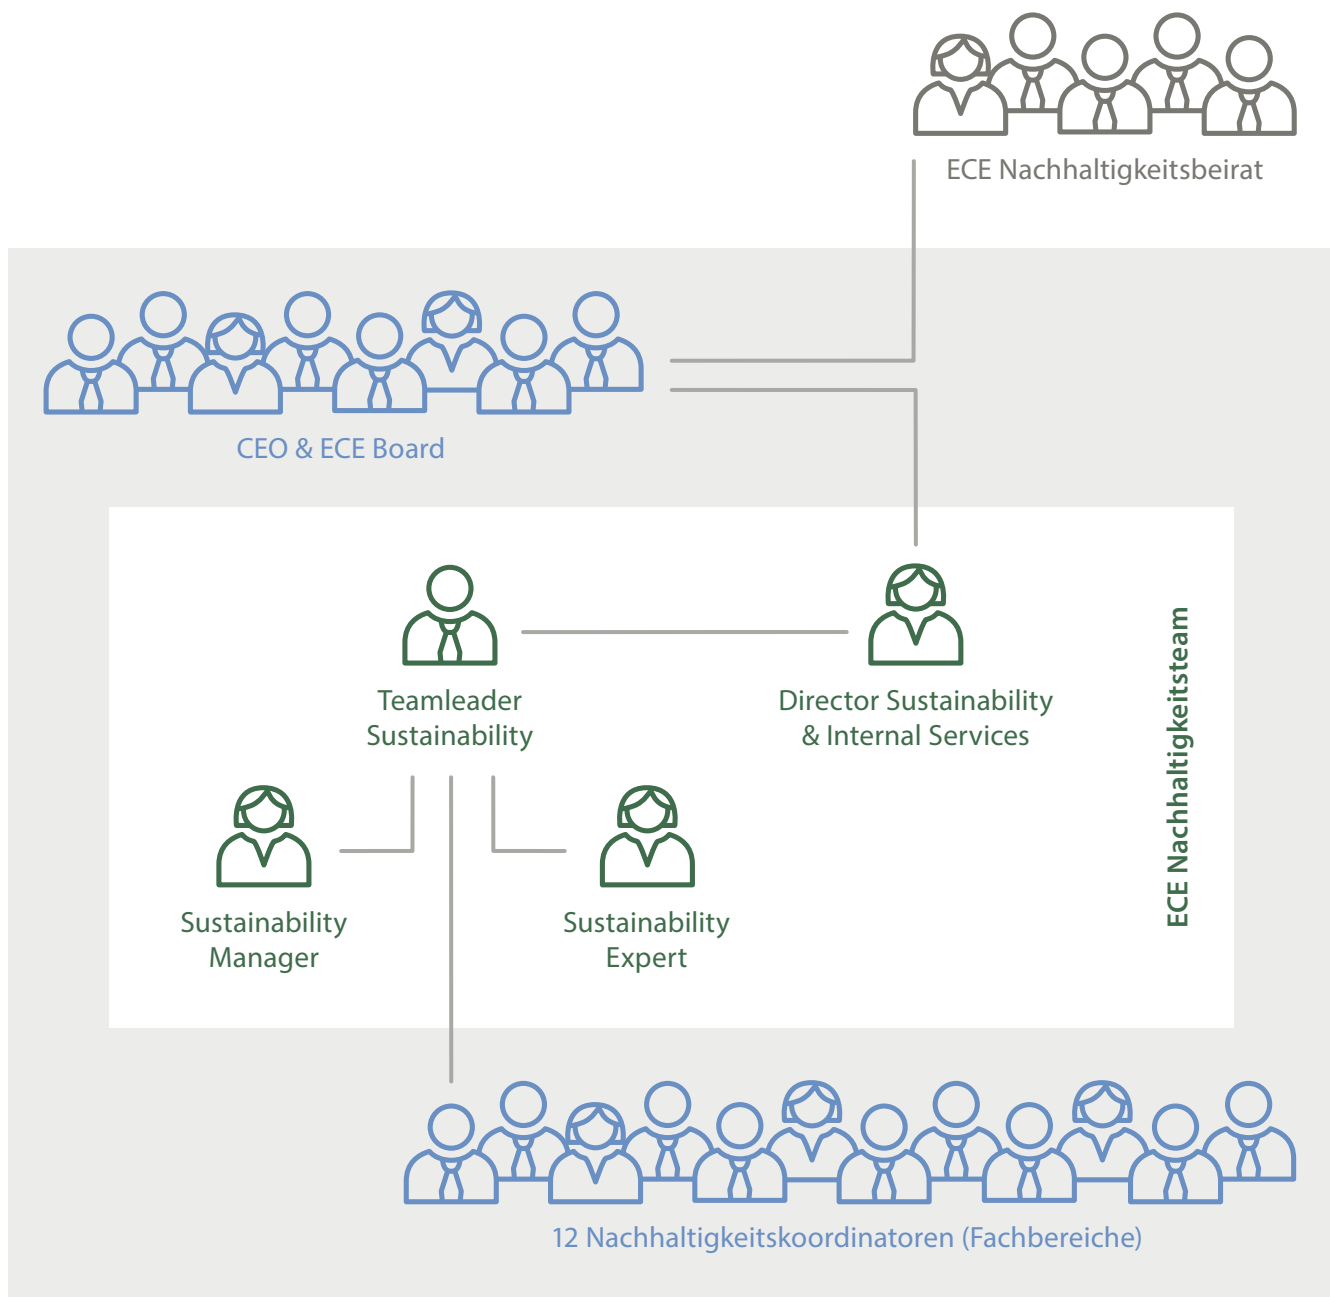 ECE Nachhaltigkeitsbeirat
CEO & ECE Board
Teamleader
Sustainability
Director Sustainability
& Internal Services
ECE Nachhaltigkeitsteam
Sustainability
Manager
Sustainability
Expert
12 Nachhaltigkeitskoordinatoren (Fachbereiche)